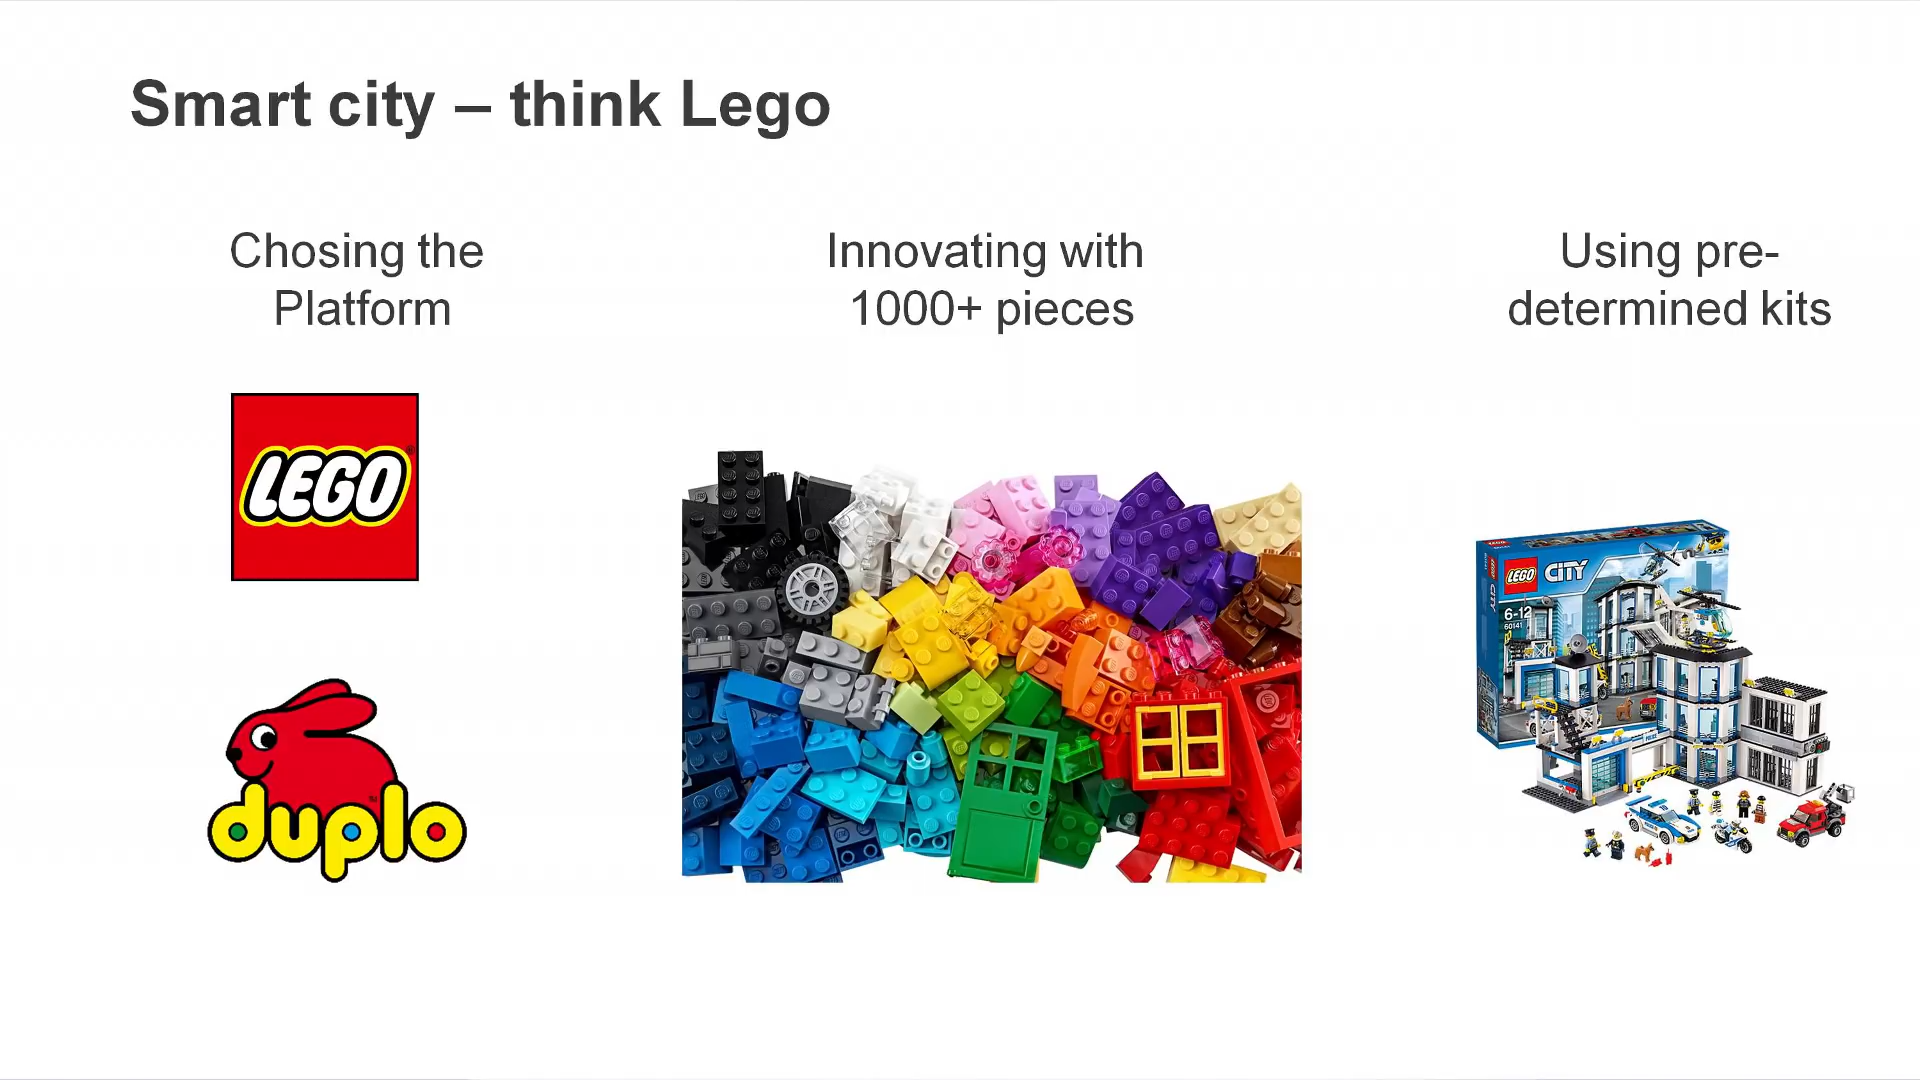 Smart city – think Lego
Chosing the
Platform
Innovating with
1000+ pieces
Using pre-
determined kits
LEGO
duplo
LEGO CITY
6-12
60141